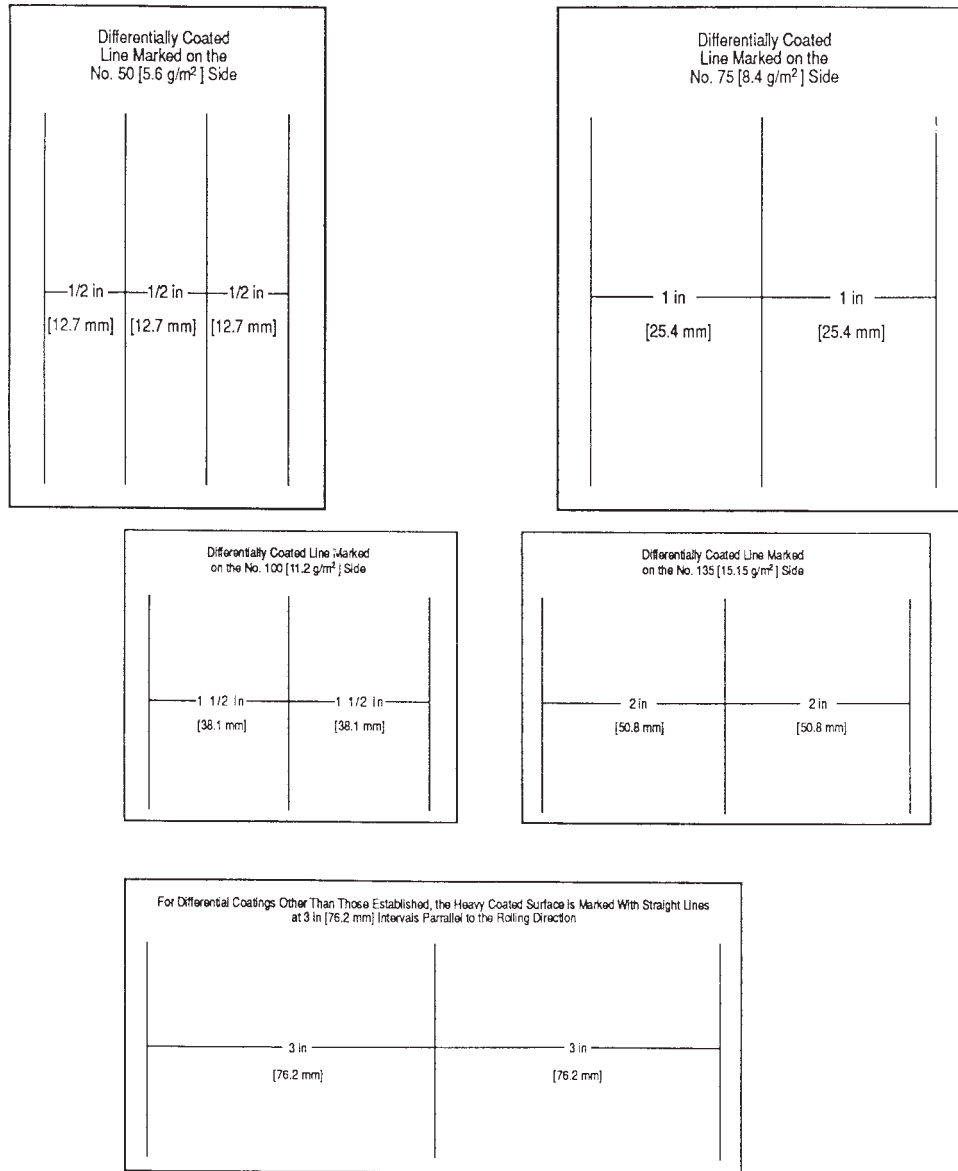 Differentially Coated
Line Marked on the
No. 50 [5.6 g/m² ] Side
1/2 in 1/2 in 1/2 in
[12.7 mm] [12.7 mm] [12.7 mm]
Differentially Coated
Line Marked on the
No. 75 [8.4 g/m² ] Side
1 in 1 in
[25.4 mm] [25.4 mm]
Differentially Coated Line Marked
on the No. 100 [11.2 g/m² ] Side
1 1/2 in 1 1/2 in
[38.1 mm] [38.1 mm]
Differentially Coated Line Marked
on the No. 135 [15.15 g/m² ] Side
2 in 2 in
[50.8 mm] [50.8 mm]
For Differential Coatings Other Than Those Established, the Heavy Coated Surface is Marked With Straight Lines
at 3 in [76.2 mm] Intervals Parrallel to the Rolling Direction
3 in 3 in
[76.2 mm] [76.2 mm]